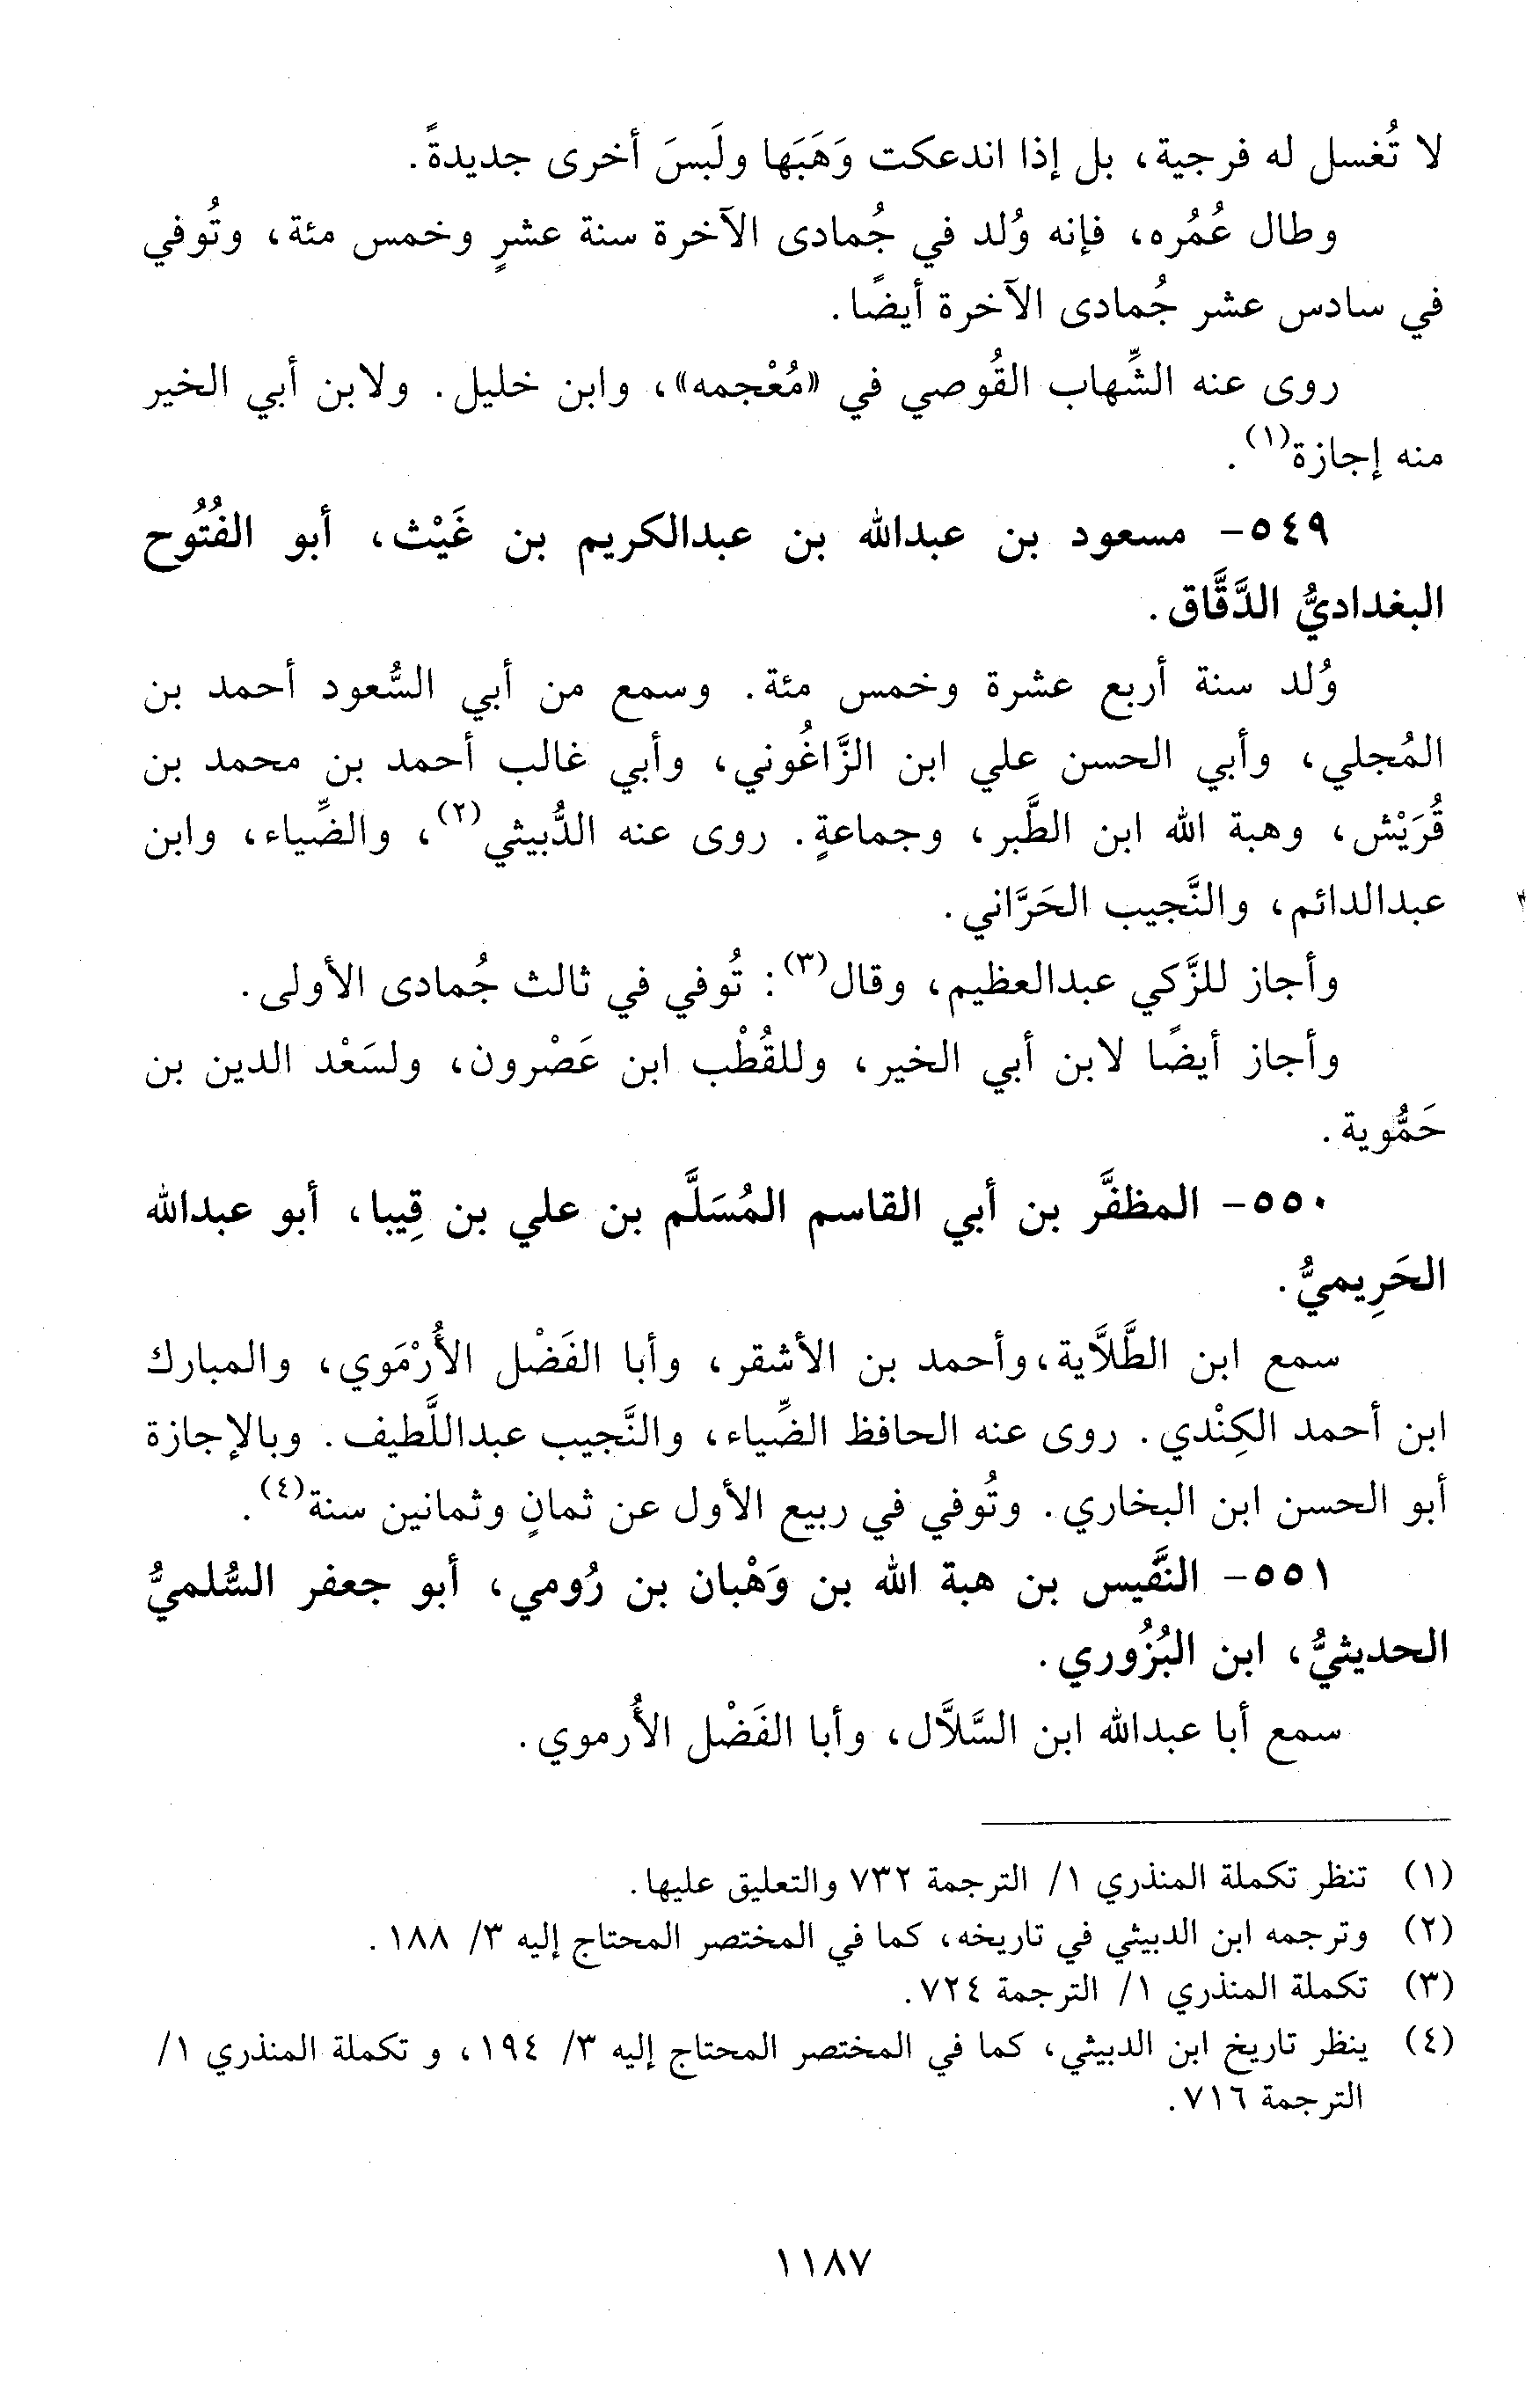 لا تُغسل له فرجية، بل إذا اندعكت وَهَبَها ولَبسَ أخرى جديدةً.
وطال عُمُره، فإنه وُلد في جُمادى الآخرة سنة عشرٍ وخمس مئة، وتُوفي
في سادس عشر جُمادى الآخرة أيضًا.
روى عنه الشِّهاب القُوصي في «مُعْجمه»، وابن خليل. ولابن أبي الخير
منه إجازة(١).
٥٤٩- مسعود بن عبدالله بن عبدالكريم بن غَيْث، أبو الفُتُوح
البغداديُّ الدَّقَّاق.
وُلد سنة أربع عشرة وخمس مئة. وسمع من أبي السُّعود أحمد بن
المُجلي، وأبي الحسن علي ابن الزَّاغُوني، وأبي غالب أحمد بن محمد بن
قُرَيْش، وهبة الله ابن الطَّبر، وجماعةٍ. روى عنه الدُّبيثي(٢)، والضِّياء، وابن
عبدالدائم، والنَّجيب الحَرَّاني.
وأجاز للزَّكي عبدالعظيم، وقال(٣): تُوفي في ثالث جُمادى الأولى.
وأجاز أيضًا لابن أبي الخير، وللقُطْب ابن عَصْرون، ولسَعْد الدين بن
حَمُّوية.
٥٥٠- المظفَّر بن أبي القاسم المُسَلَّم بن علي بن قِيبا، أبو عبدالله
الحَرِيميُّ.
سمع ابن الطَّلاَّية،وأحمد بن الأشقر، وأبا الفَضْل الأُرْمَوي، والمبارك
ابن أحمد الكِنْدي. روى عنه الحافظ الضِّياء، والنَّجيب عبداللَّطيف. وبالإجازة
أبو الحسن ابن البخاري. وتُوفي في ربيع الأول عن ثمانٍ وثمانين سنة(٤).
٥٥١- النَّفيس بن هبة الله بن وَهْبان بن رُومي، أبو جعفر السُّلميُّ
الحديثيُّ، ابن البُزُوري.
سمع أبا عبدالله ابن السَّلاَّل، وأبا الفَضْل الأُرموي.
(١) تنظر تكملة المنذري ١/ الترجمة ٧٣٢ والتعليق عليها.
(٢) وترجمه ابن الدبيثي في تاريخه، كما في المختصر المحتاج إليه ٣/ ١٨٨.
(٣) تكملة المنذري ١/ الترجمة ٧٢٤.
(٤) ينظر تاريخ ابن الدبيثي، كما في المختصر المحتاج إليه ٣/ ١٩٤، و تكملة المنذري ١/
الترجمة ٧١٦.
١١٨٧